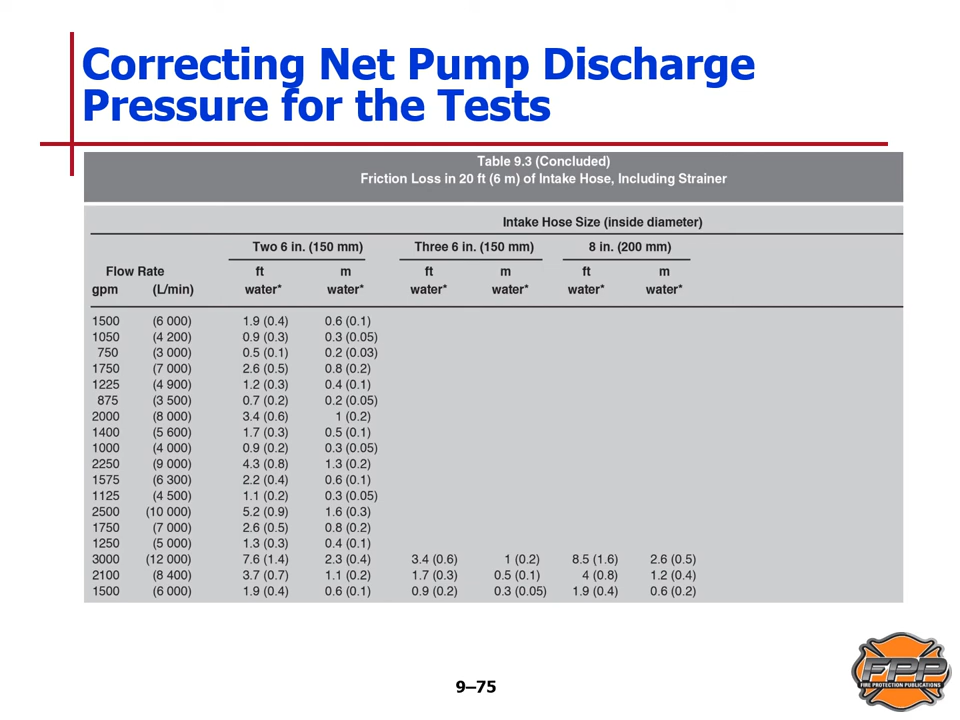 Correcting Net Pump Discharge
Pressure for the Tests
Table 9.3 (Concluded)
Friction Loss in 20 ft (6 m) of Intake Hose, Including Strainer
Intake Hose Size (inside diameter)
Two 6 in. (150 mm) Three 6 in. (150 mm) 8 in. (200 mm)
Flow Rate ft m ft m ft m
gpm (L/min) water* water* water* water* water* water*
1500 (6 000) 1.9 (0.4) 0.6 (0.1)
1050 (4 200) 0.9 (0.3) 0.3 (0.05)
750 (3 000) 0.5 (0.1) 0.2 (0.03)
1750 (7 000) 2.6 (0.5) 0.8 (0.2)
1225 (4 900) 1.2 (0.3) 0.4 (0.1)
875 (3 500) 0.7 (0.2) 0.2 (0.05)
2000 (8 000) 3.4 (0.6) 1 (0.2)
1400 (5 600) 1.7 (0.3) 0.5 (0.1)
1000 (4 000) 0.9 (0.2) 0.3 (0.05)
2250 (9 000) 4.3 (0.8) 1.3 (0.2)
1575 (6 300) 2.2 (0.4) 0.6 (0.1)
1125 (4 500) 1.1 (0.2) 0.3 (0.05)
2500 (10 000) 5.2 (0.9) 1.6 (0.3)
1750 (7 000) 2.6 (0.5) 0.8 (0.2)
1250 (5 000) 1.3 (0.3) 0.4 (0.1)
3000 (12 000) 7.6 (1.4) 2.3 (0.4) 3.4 (0.6) 1 (0.2) 8.5 (1.6) 2.6 (0.5)
2100 (8 400) 3.7 (0.7) 1.1 (0.2) 1.7 (0.3) 0.5 (0.1) 4 (0.8) 1.2 (0.4)
1500 (6 000) 1.9 (0.4) 0.6 (0.1) 0.9 (0.2) 0.3 (0.05) 1.9 (0.4) 0.6 (0.2)
FPP
FIRE PROTECTION PUBLICATIONS
9–75